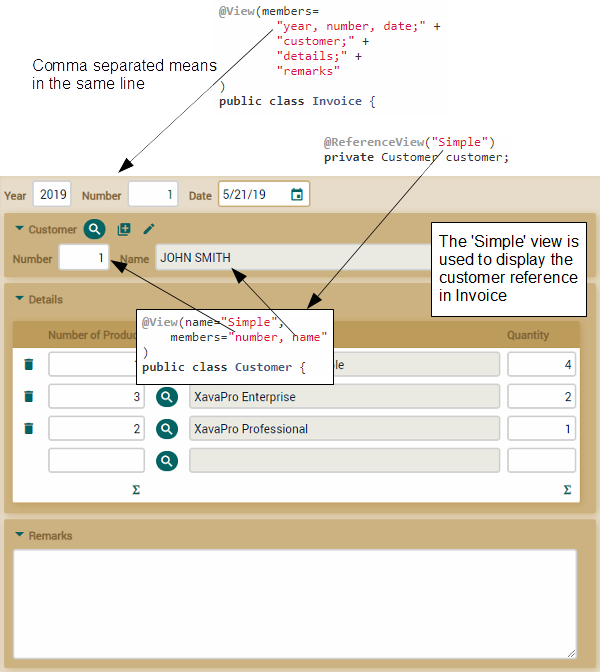 @View(members=
"year, number, date;" +
"customer;" +
"details;" +
"remarks"
)
public class Invoice {
Comma separated means
in the same line
@ReferenceView("Simple")
private Customer customer;
Year 2019 Number 1 Date 5/21/19
Customer
Number 1 Name JOHN SMITH
The 'Simple' view is
used to display the
customer reference
in Invoice
Details
@View(name="Simple",
members="number, name"
)
public class Customer {
Number of Produc Quantity
4
3 XavaPro Enterprise 2
2 XavaPro Professional 1
Σ Σ
Remarks